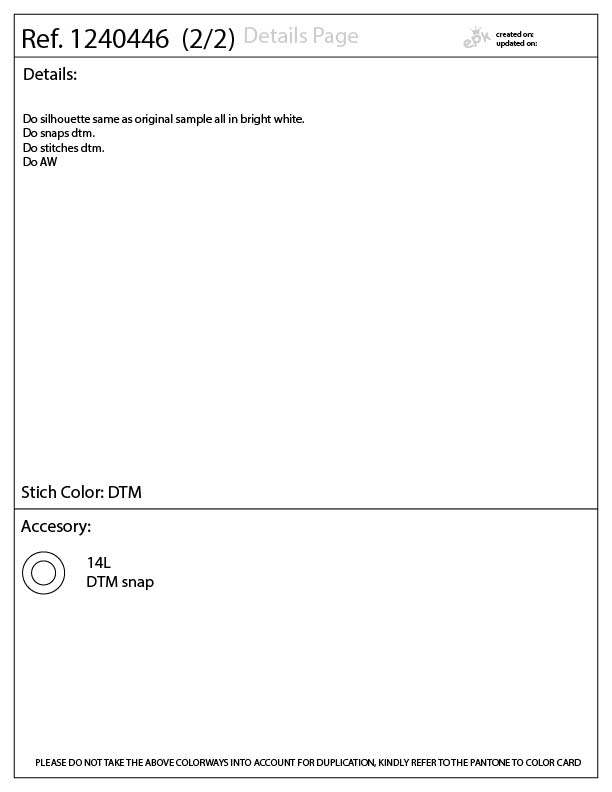 Ref. 1240446 (2/2) Details Page
epk
created on:
updated on:
Details:
Do silhouette same as original sample all in bright white.
Do snaps dtm.
Do stitches dtm.
Do AW
Stich Color: DTM
Accesory:
14L
DTM snap
PLEASE DO NOT TAKE THE ABOVE COLORWAYS INTO ACCOUNT FOR DUPLICATION, KINDLY REFER TO THE PANTONE TO COLOR CARD